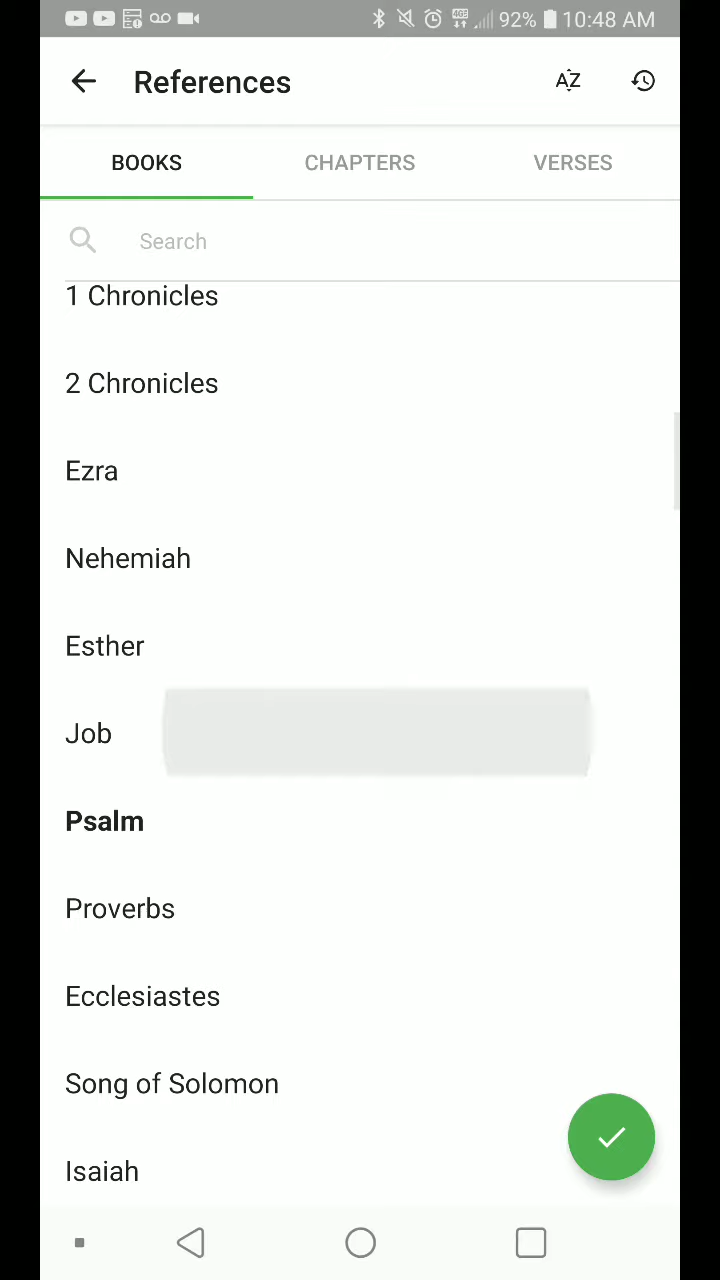 92% 10:48 AM
References
AZ
BOOKS CHAPTERS VERSES
Search
1 Chronicles
2 Chronicles
Ezra
Nehemiah
Esther
Job
Psalm
Proverbs
Ecclesiastes
Song of Solomon
Isaiah